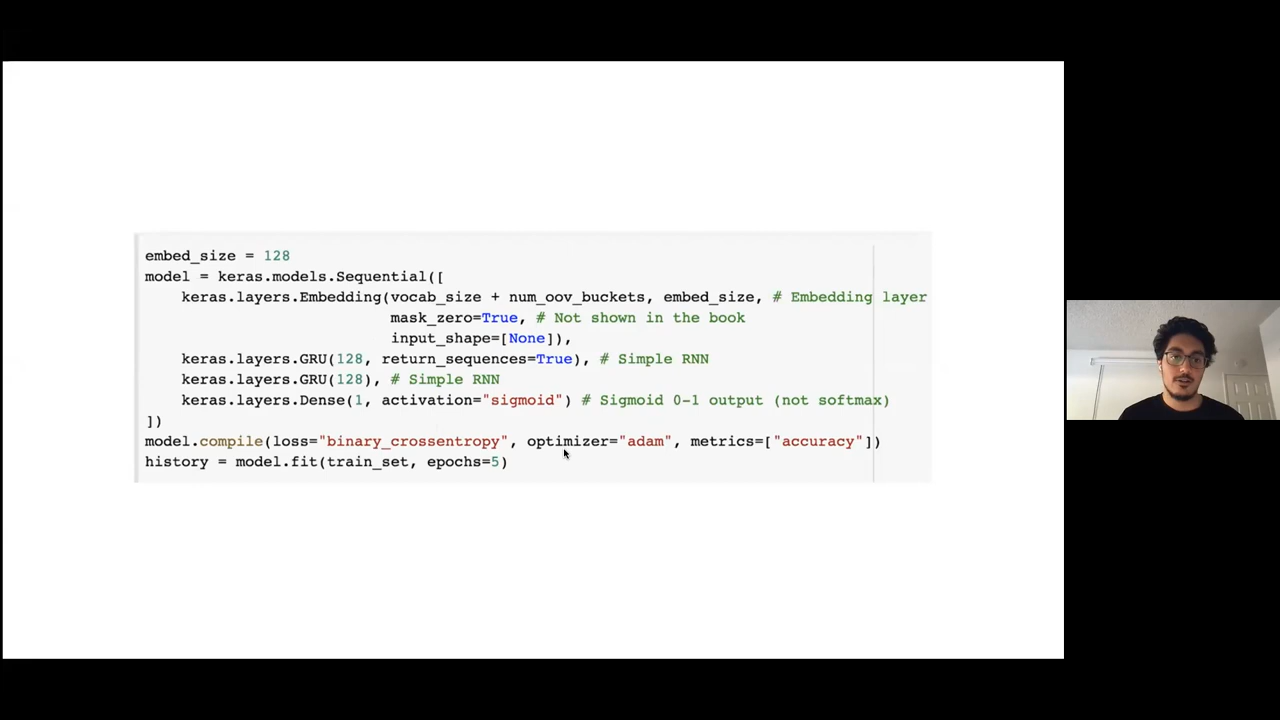 embed_size = 128
model = keras.models.Sequential([
    keras.layers.Embedding(vocab_size + num_oov_buckets, embed_size, # Embedding layer
                           mask_zero=True, # Not shown in the book
                           input_shape=[None]),
    keras.layers.GRU(128, return_sequences=True), # Simple RNN
    keras.layers.GRU(128), # Simple RNN
    keras.layers.Dense(1, activation="sigmoid") # Sigmoid 0-1 output (not softmax)
])
model.compile(loss="binary_crossentropy", optimizer="adam", metrics=["accuracy"])
history = model.fit(train_set, epochs=5)